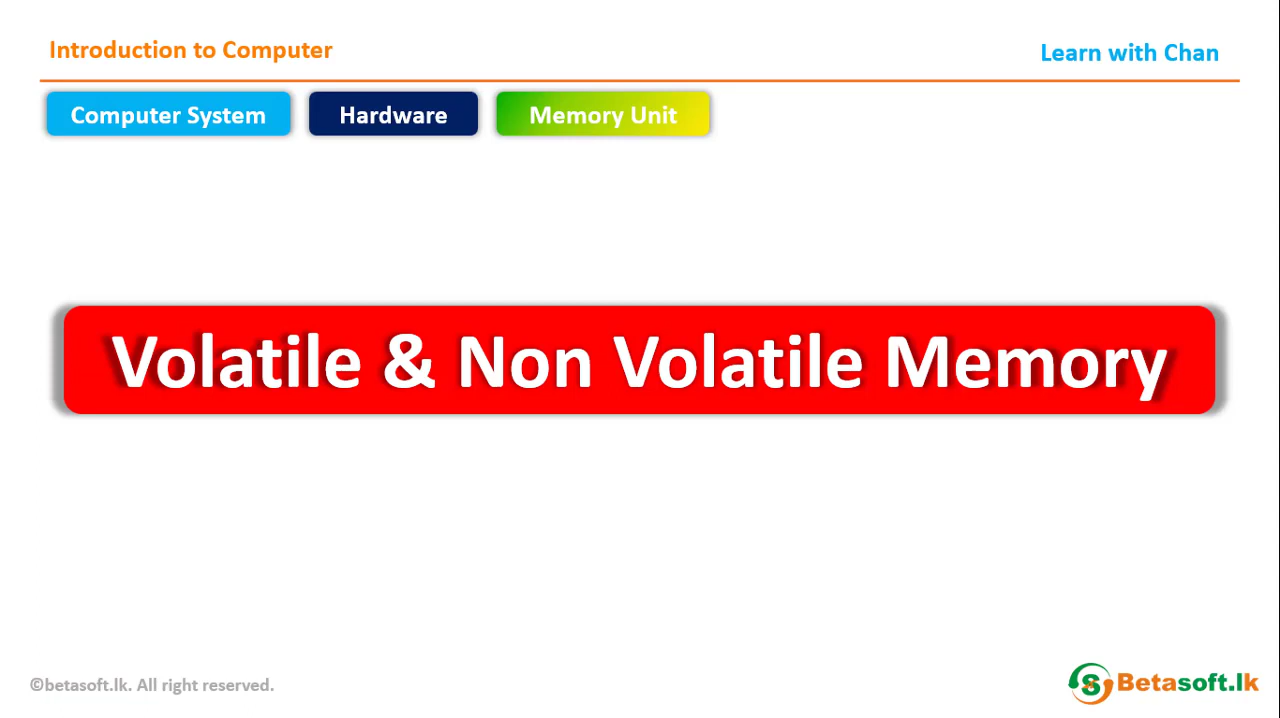 Introduction to Computer
Learn with Chan
Computer System
Hardware
Memory Unit
Volatile & Non Volatile Memory
©betasoft.lk. All right reserved.
Betasoft.lk